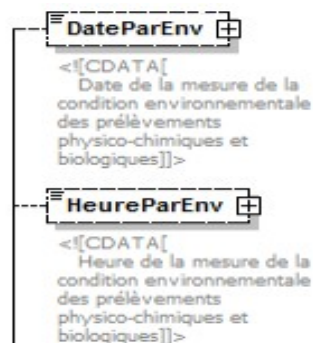 DateParEnv
<![CDATA[
Date de la mesure de la
condition environnementale
des prélèvements
physico-chimiques et
biologiques]]>
HeureParEnv
<![CDATA[
Heure de la mesure de la
condition environnementale
des prélèvements
physico-chimiques et
biologiques]]>